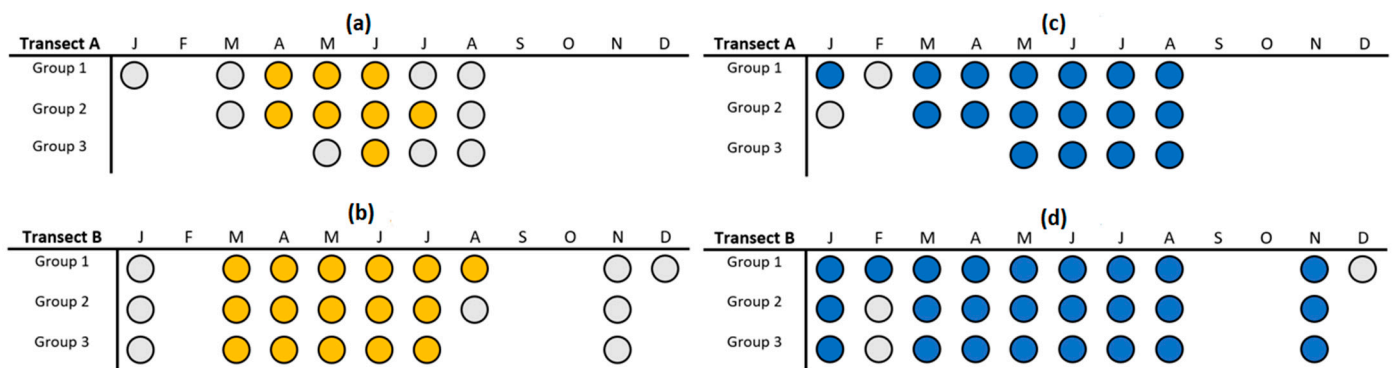 (a)
Transect A J F M A M J J A S O N D
Group 1
Group 2
Group 3
(c)
Transect A J F M A M J J A S O N D
Group 1
Group 2
Group 3
(b)
Transect B J F M A M J J A S O N D
Group 1
Group 2
Group 3
(d)
Transect B J F M A M J J A S O N D
Group 1
Group 2
Group 3